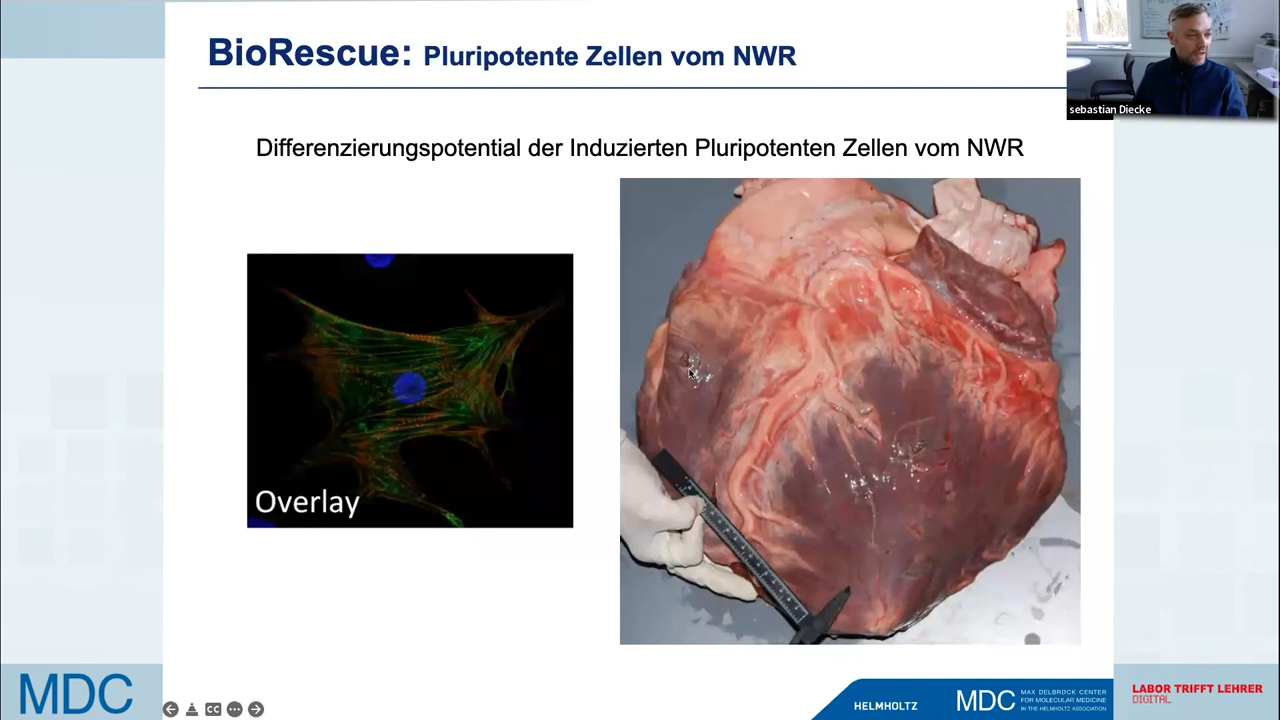 BioRescue: Pluripotente Zellen vom NWR
sebastian Diecke
Differenzierungspotential der Induzierten Pluripotenten Zellen vom NWR
Overlay
MDC
CC
HELMHOLTZ
MDC
MAX DELBRÜCK CENTER
FOR MOLECULAR MEDICINE
IN THE HELMHOLTZ ASSOCIATION
LABOR TRIFFT LEHRER
DIGITAL